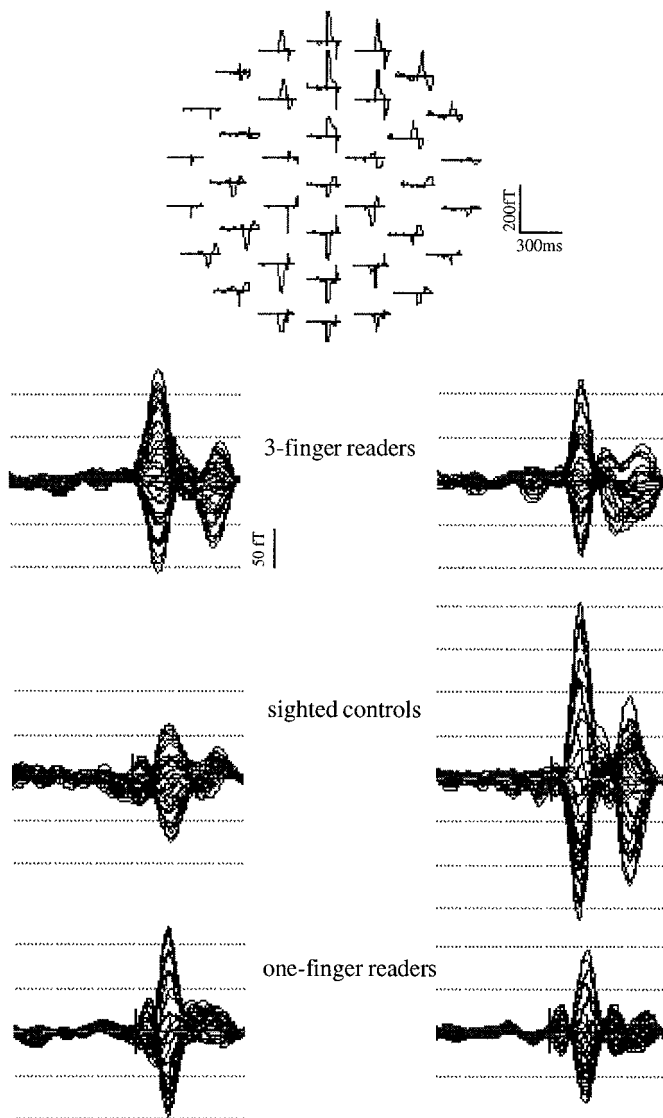 200fT
300ms
3-finger readers
50 fT
sighted controls
one-finger readers